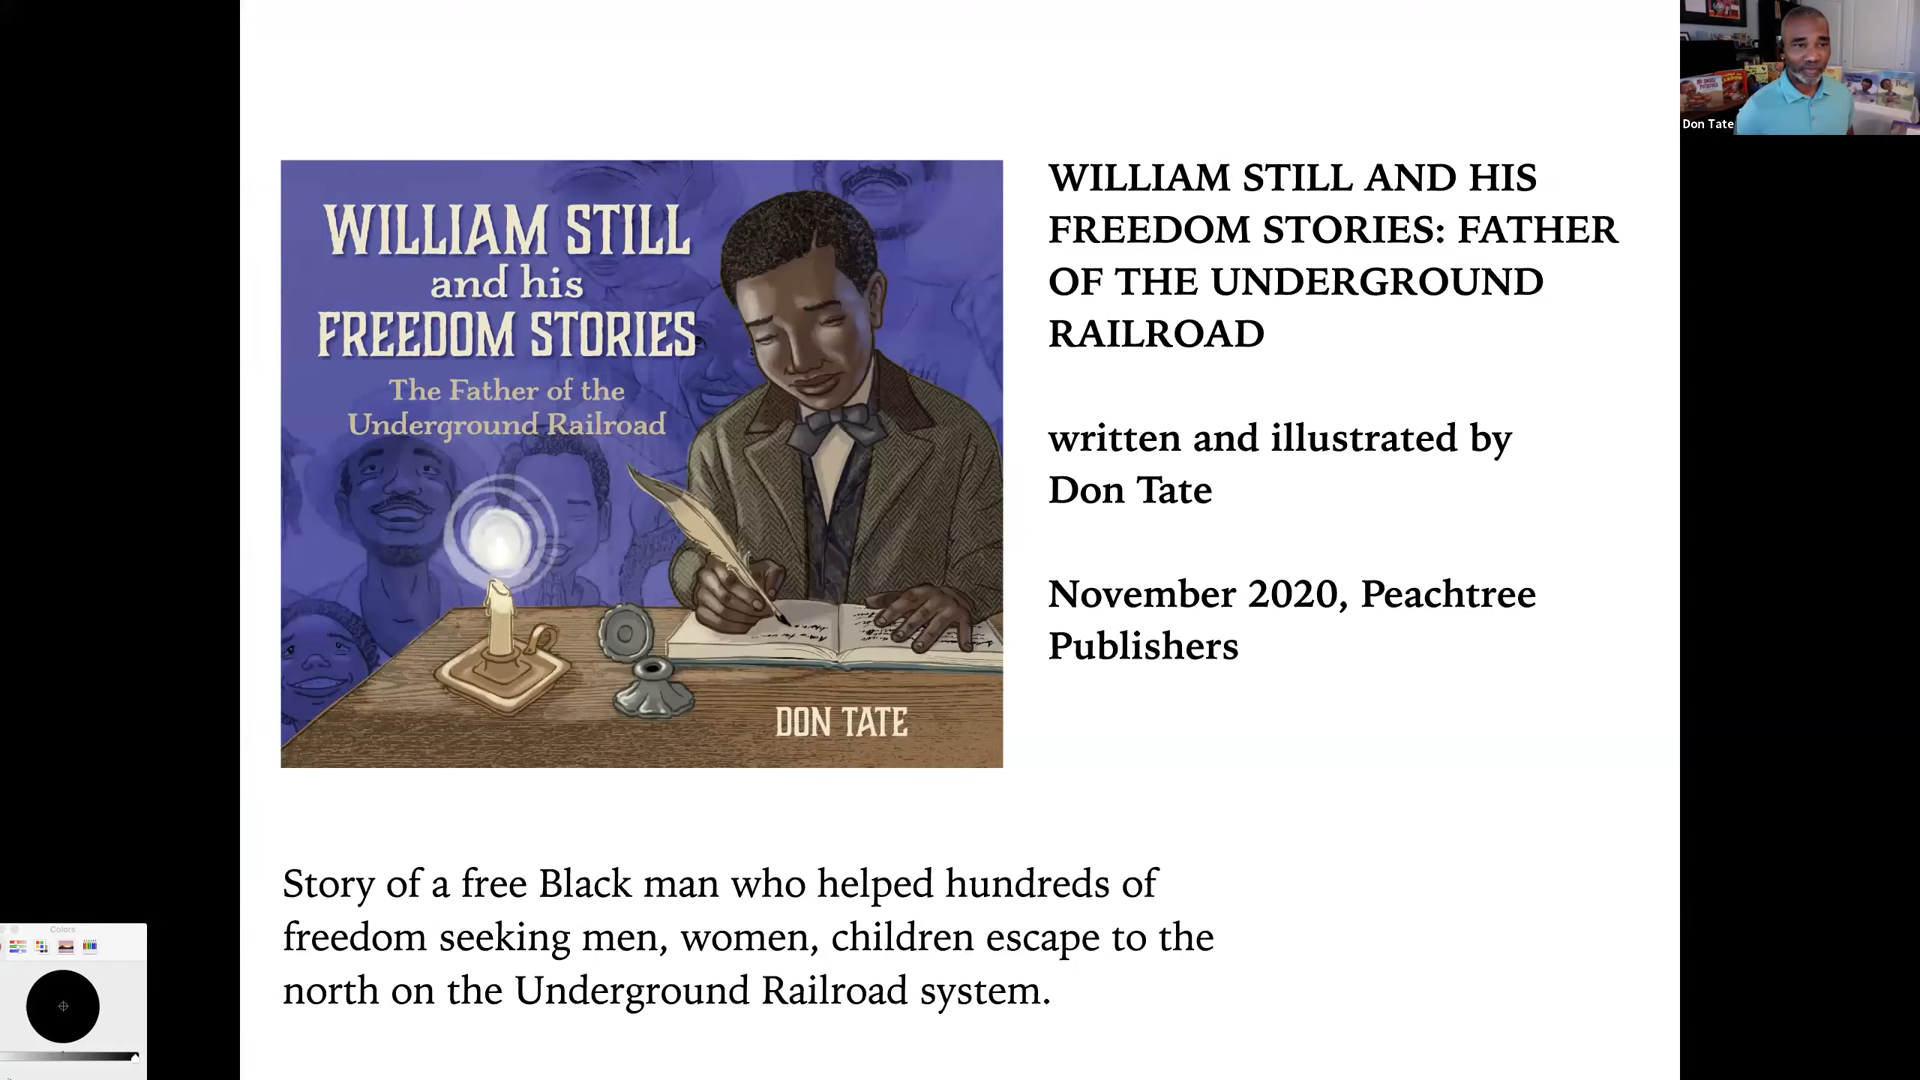 WILLIAM STILL
and his
FREEDOM STORIES
The Father of the
Underground Railroad
DON TATE
WILLIAM STILL AND HIS
FREEDOM STORIES: FATHER
OF THE UNDERGROUND
RAILROAD
written and illustrated by
Don Tate
November 2020, Peachtree
Publishers
Story of a free Black man who helped hundreds of
freedom seeking men, women, children escape to the
north on the Underground Railroad system.
Don Tate
Colors